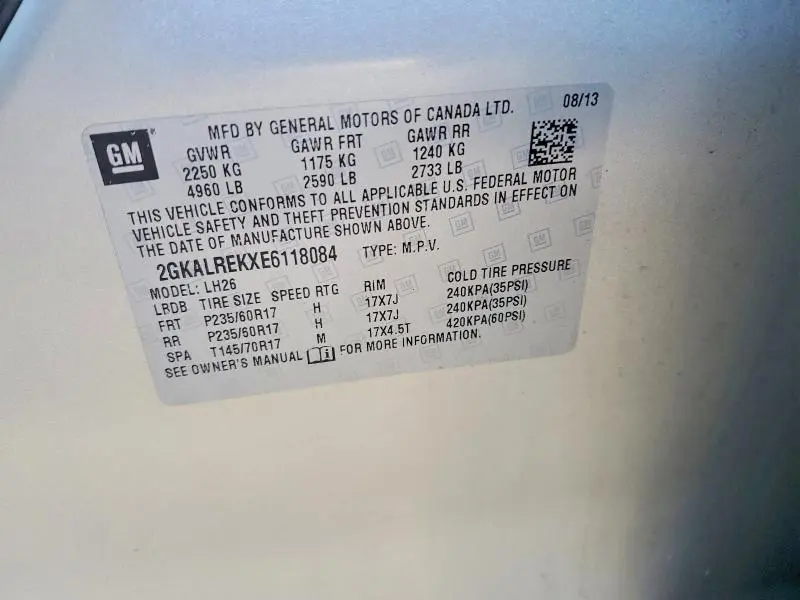 GM
MFD BY GENERAL MOTORS OF CANADA LTD. 08/13
GVWR GAWR FRT GAWR RR
2250 KG 1175 KG 1240 KG
4960 LB 2590 LB 2733 LB
THIS VEHICLE CONFORMS TO ALL APPLICABLE U.S. FEDERAL MOTOR
VEHICLE SAFETY AND THEFT PREVENTION STANDARDS IN EFFECT ON
THE DATE OF MANUFACTURE SHOWN ABOVE.
2GKALREKXE6118084 TYPE: M.P.V.
MODEL: LH26
LRDB TIRE SIZE SPEED RTG RIM COLD TIRE PRESSURE
FRT P235/60R17 H 17X7J 240KPA(35PSI)
RR P235/60R17 H 17X7J 240KPA(35PSI)
SPA T145/70R17 M 17X4.5T 420KPA(60PSI)
SEE OWNER'S MANUAL i FOR MORE INFORMATION.